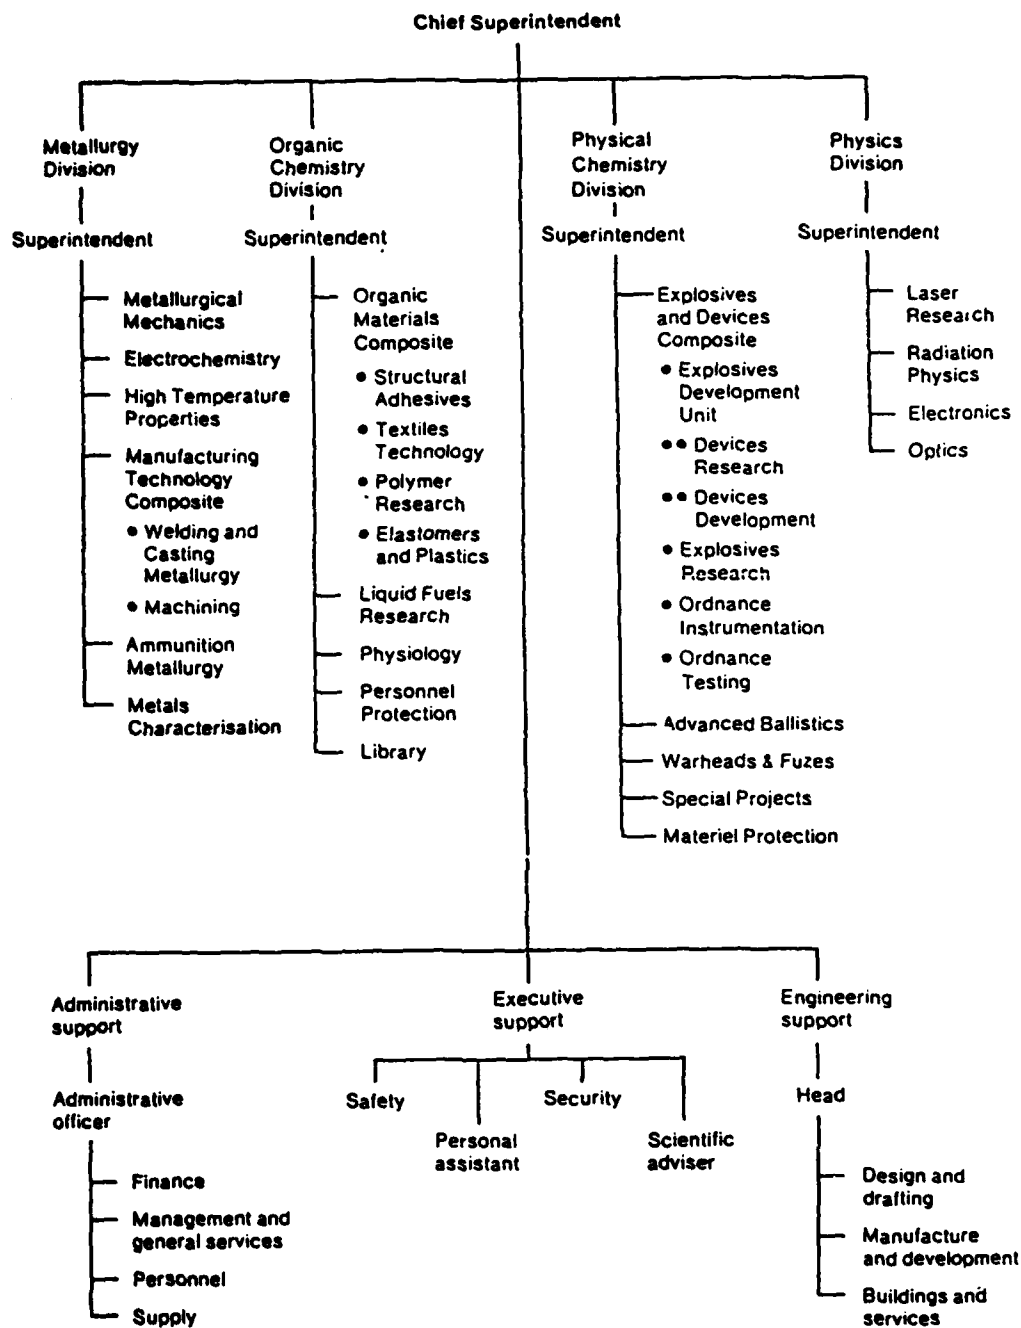 Chief Superintendent
Metallurgy
Division
Superintendent
Metallurgical
Mechanics
Electrochemistry
High Temperature
Properties
Manufacturing
Technology
Composite
• Welding and
Casting
Metallurgy
• Machining
Ammunition
Metallurgy
Metals
Characterisation
Organic
Chemistry
Division
Superintendent
Organic
Materials
Composite
• Structural
Adhesives
• Textiles
Technology
• Polymer
Research
• Elastomers
and Plastics
Liquid Fuels
Research
Physiology
Personnel
Protection
Library
Physical
Chemistry
Division
Superintendent
Explosives
and Devices
Composite
• Explosives
Development
Unit
•• Devices
Research
•• Devices
Development
• Explosives
Research
• Ordnance
Instrumentation
• Ordnance
Testing
Advanced Ballistics
Warheads & Fuzes
Special Projects
Materiel Protection
Physics
Division
Superintendent
Laser
Research
Radiation
Physics
Electronics
Optics
Administrative
support
Administrative
officer
Finance
Management and
general services
Personnel
Supply
Executive
support
Safety
Personal
assistant
Security
Scientific
adviser
Engineering
support
Head
Design and
drafting
Manufacture
and development
Buildings and
services